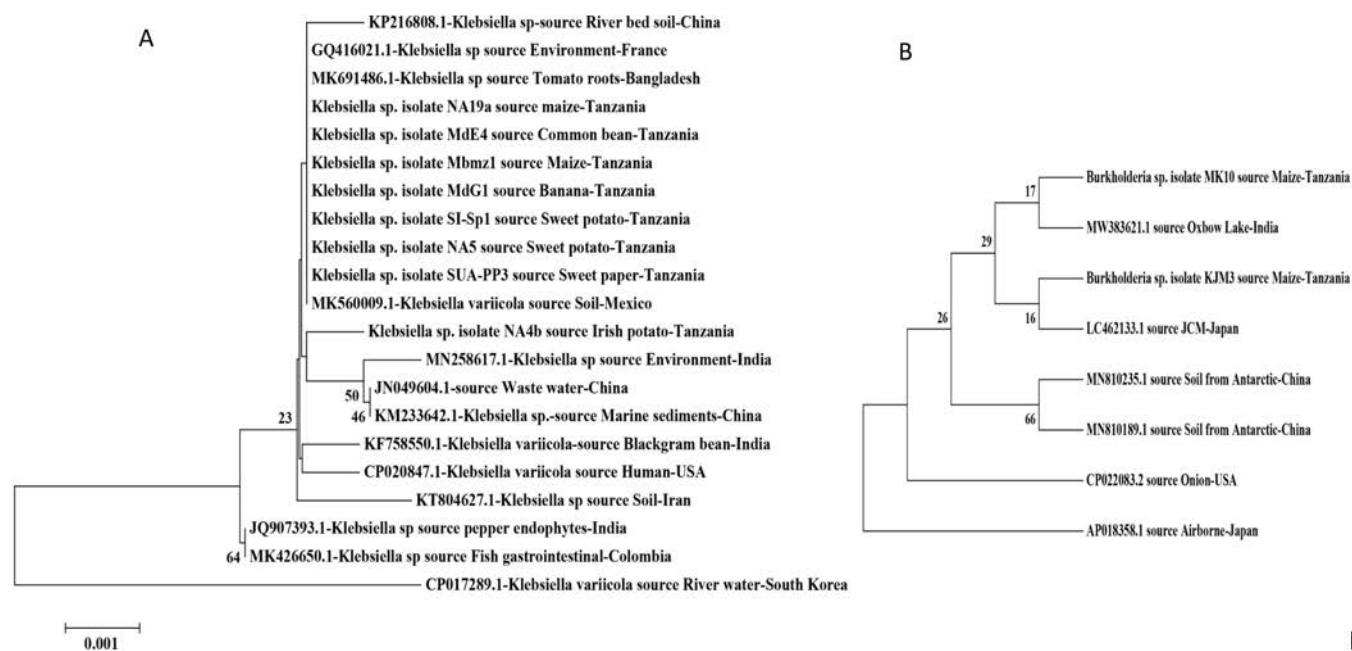 A
KP216808.1-Klebsiella sp-source River bed soil-China
GQ416021.1-Klebsiella sp source Environment-France
MK691486.1-Klebsiella sp source Tomato roots-Bangladesh
Klebsiella sp. isolate NA19a source maize-Tanzania
Klebsiella sp. isolate MdE4 source Common bean-Tanzania
Klebsiella sp. isolate Mbmz1 source Maize-Tanzania
Klebsiella sp. isolate MdG1 source Banana-Tanzania
Klebsiella sp. isolate SI-Sp1 source Sweet potato-Tanzania
Klebsiella sp. isolate NA5 source Sweet potato-Tanzania
Klebsiella sp. isolate SUA-PP3 source Sweet paper-Tanzania
MK560009.1-Klebsiella variicola source Soil-Mexico
Klebsiella sp. isolate NA4b source Irish potato-Tanzania
MN258617.1-Klebsiella sp source Environment-India
50
JN049604.1-source Waste water-China
46
KM233642.1-Klebsiella sp.-source Marine sediments-China
23
KF758550.1-Klebsiella variicola-source Blackgram bean-India
CP020847.1-Klebsiella variicola source Human-USA
KT804627.1-Klebsiella sp source Soil-Iran
JQ907393.1-Klebsiella sp source pepper endophytes-India
64
MK426650.1-Klebsiella sp source Fish gastrointestinal-Colombia
CP017289.1-Klebsiella variicola source River water-South Korea
0.001
B
Burkholderia sp. isolate MK10 source Maize-Tanzania
17
MW383621.1 source Oxbow Lake-India
29
Burkholderia sp. isolate KJM3 source Maize-Tanzania
16
LC462133.1 source JCM-Japan
26
MN810235.1 source Soil from Antarctic-China
66
MN810189.1 source Soil from Antarctic-China
CP022083.2 source Onion-USA
AP018358.1 source Airborne-Japan